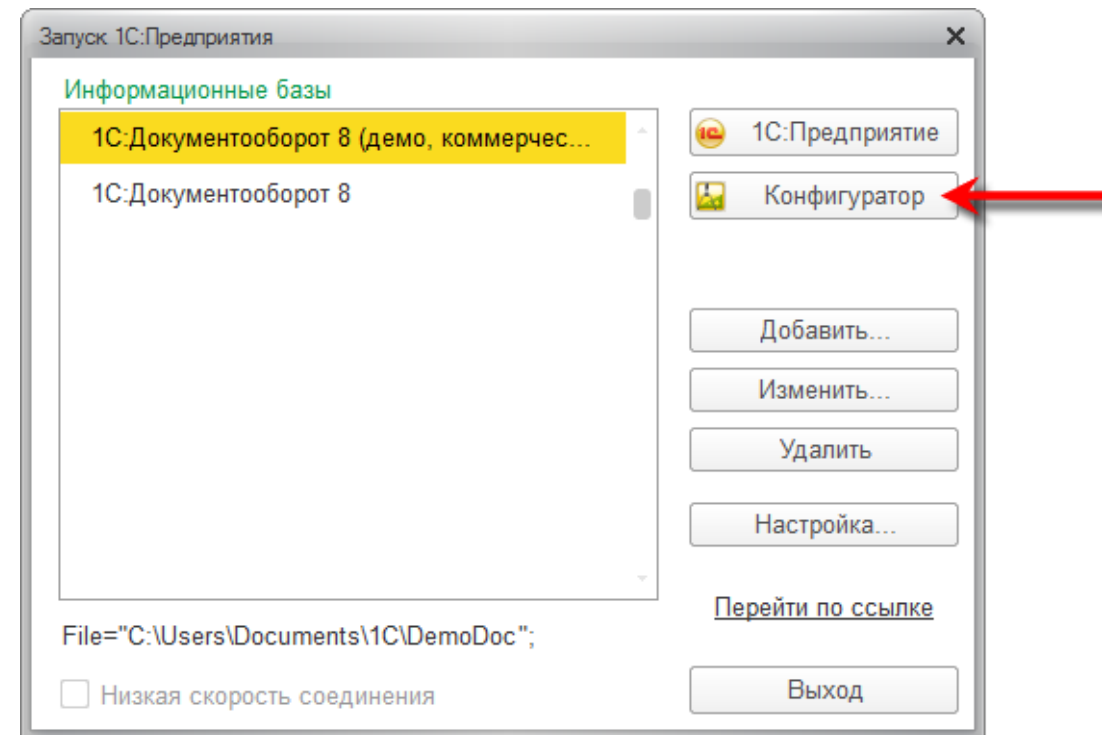 Запуск 1С:Предприятия
Информационные базы
1С:Документооборот 8 (демо, коммерчес...
1С:Документооборот 8
1С:Предприятие
Конфигуратор
Добавить...
Изменить...
Удалить
Настройка...
Перейти по ссылке
File="C:\Users\Documents\1C\DemoDoc";
Низкая скорость соединения
Выход